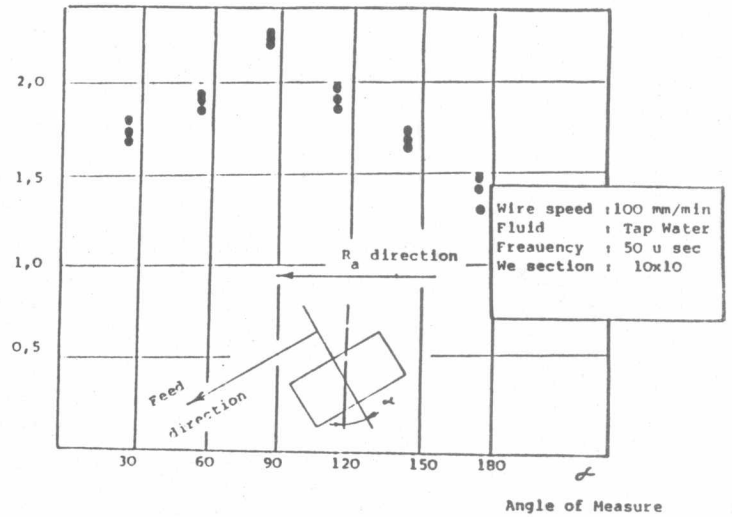 2,0
1,5
1,0
0,5
Wire speed :100 mm/min
Fluid : Tap Water
Freauency : 50 u sec
We section : 10x10
Ra direction
Feed
direction
α
30 60 90 120 150 180 α
Angle of Measure